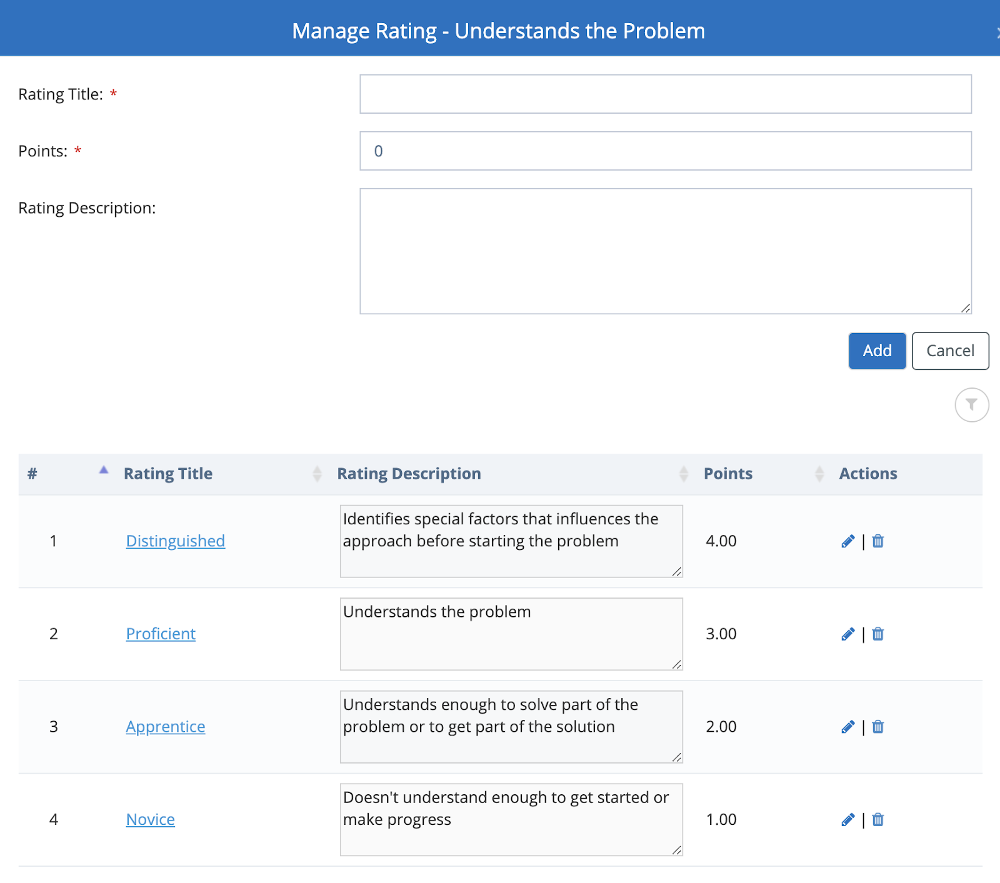 Manage Rating - Understands the Problem
Rating Title: *
Points: *
0
Rating Description:
Add
Cancel
# Rating Title Rating Description Points Actions
1 Distinguished Identifies special factors that influences the
approach before starting the problem 4.00 |
2 Proficient Understands the problem 3.00 |
3 Apprentice Understands enough to solve part of the
problem or to get part of the solution 2.00 |
4 Novice Doesn't understand enough to get started or
make progress 1.00 |